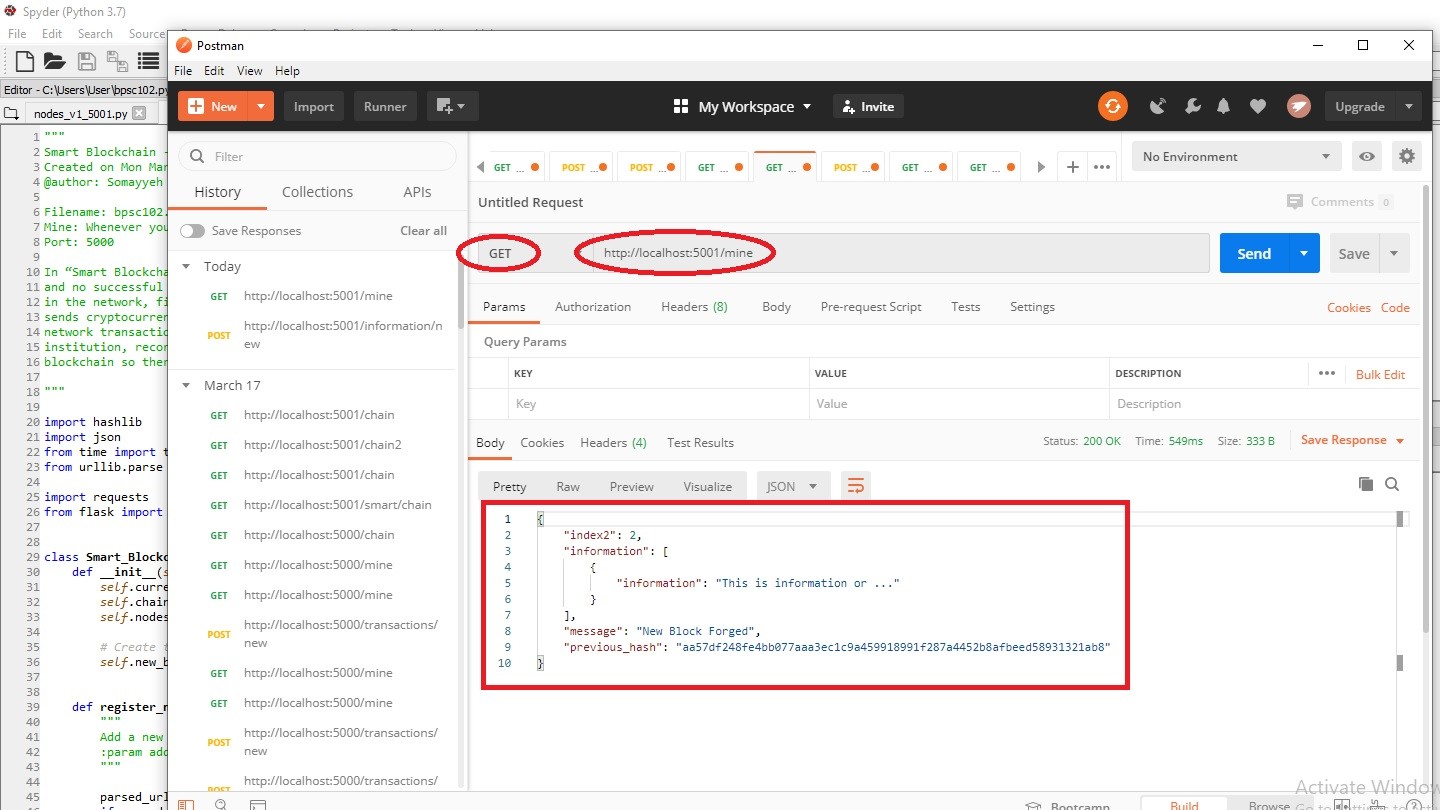 Spyder (Python 3.7)
File Edit Search Source
Editor - C:\Users\User\bpsc102.py
nodes_v1_5001.py
1 """
2 Smart Blockchain
3 Created on Mon Mar
4 @author: Somayyeh
5
6 Filename: bpsc102.
7 Mine: Whenever you
8 Port: 5000
9
10 In “Smart Blockcha
11 and no successful
12 in the network, fi
13 sends cryptocurren
14 network transactio
15 institution, recor
16 blockchain so ther
17
18 """
19
20 import hashlib
21 import json
22 from time import t
23 from urllib.parse
24
25 import requests
26 from flask import
27
28
29 class Smart_Blockc
30 def __init__(s
31 self.curre
32 self.chain
33 self.nodes
34
35 # Create t
36 self.new_b
37
38
39 def register_n
40 """
41 Add a new
42 :param add
43 """
44
45 parsed_url
46
Postman
File Edit View Help
New Import Runner My Workspace Invite Upgrade
Filter
History Collections APIs
Save Responses Clear all
Today
GET http://localhost:5001/mine
POST http://localhost:5001/information/n
ew
March 17
GET http://localhost:5001/chain
GET http://localhost:5001/chain2
GET http://localhost:5001/chain
GET http://localhost:5001/smart/chain
GET http://localhost:5000/chain
GET http://localhost:5000/mine
GET http://localhost:5000/mine
POST http://localhost:5000/transactions/
new
GET http://localhost:5000/mine
GET http://localhost:5000/mine
POST http://localhost:5000/transactions/
new
POST http://localhost:5000/transactions/
GET ... POST ... POST ... GET ... GET ... POST ... GET ... GET ... No Environment
Untitled Request Comments 0
GET http://localhost:5001/mine Send Save
Params Authorization Headers (8) Body Pre-request Script Tests Settings Cookies Code
Query Params
KEY VALUE DESCRIPTION Bulk Edit
Key Value Description
Body Cookies Headers (4) Test Results Status: 200 OK Time: 549ms Size: 333 B Save Response
Pretty Raw Preview Visualize JSON
1 {
2 "index2": 2,
3 "information": [
4 {
5 "information": "This is information or ..."
6 }
7 ],
8 "message": "New Block Forged",
9 "previous_hash": "aa57df248fe4bb077aaa3ec1c9a459918991f287a4452b8afbeed58931321ab8"
10 }
Activate Window
Bootcamp Build Browse